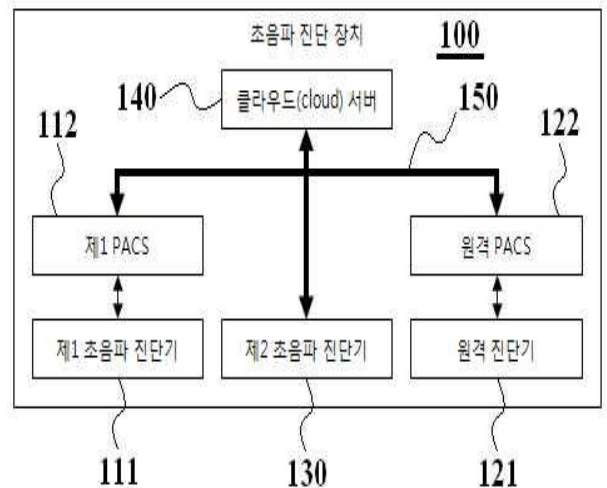 초음파 진단 장치 100
140 클라우드(cloud) 서버 150
112 122
제1 PACS 원격 PACS
제1 초음파 진단기 제2 초음파 진단기 원격 진단기
111 130 121